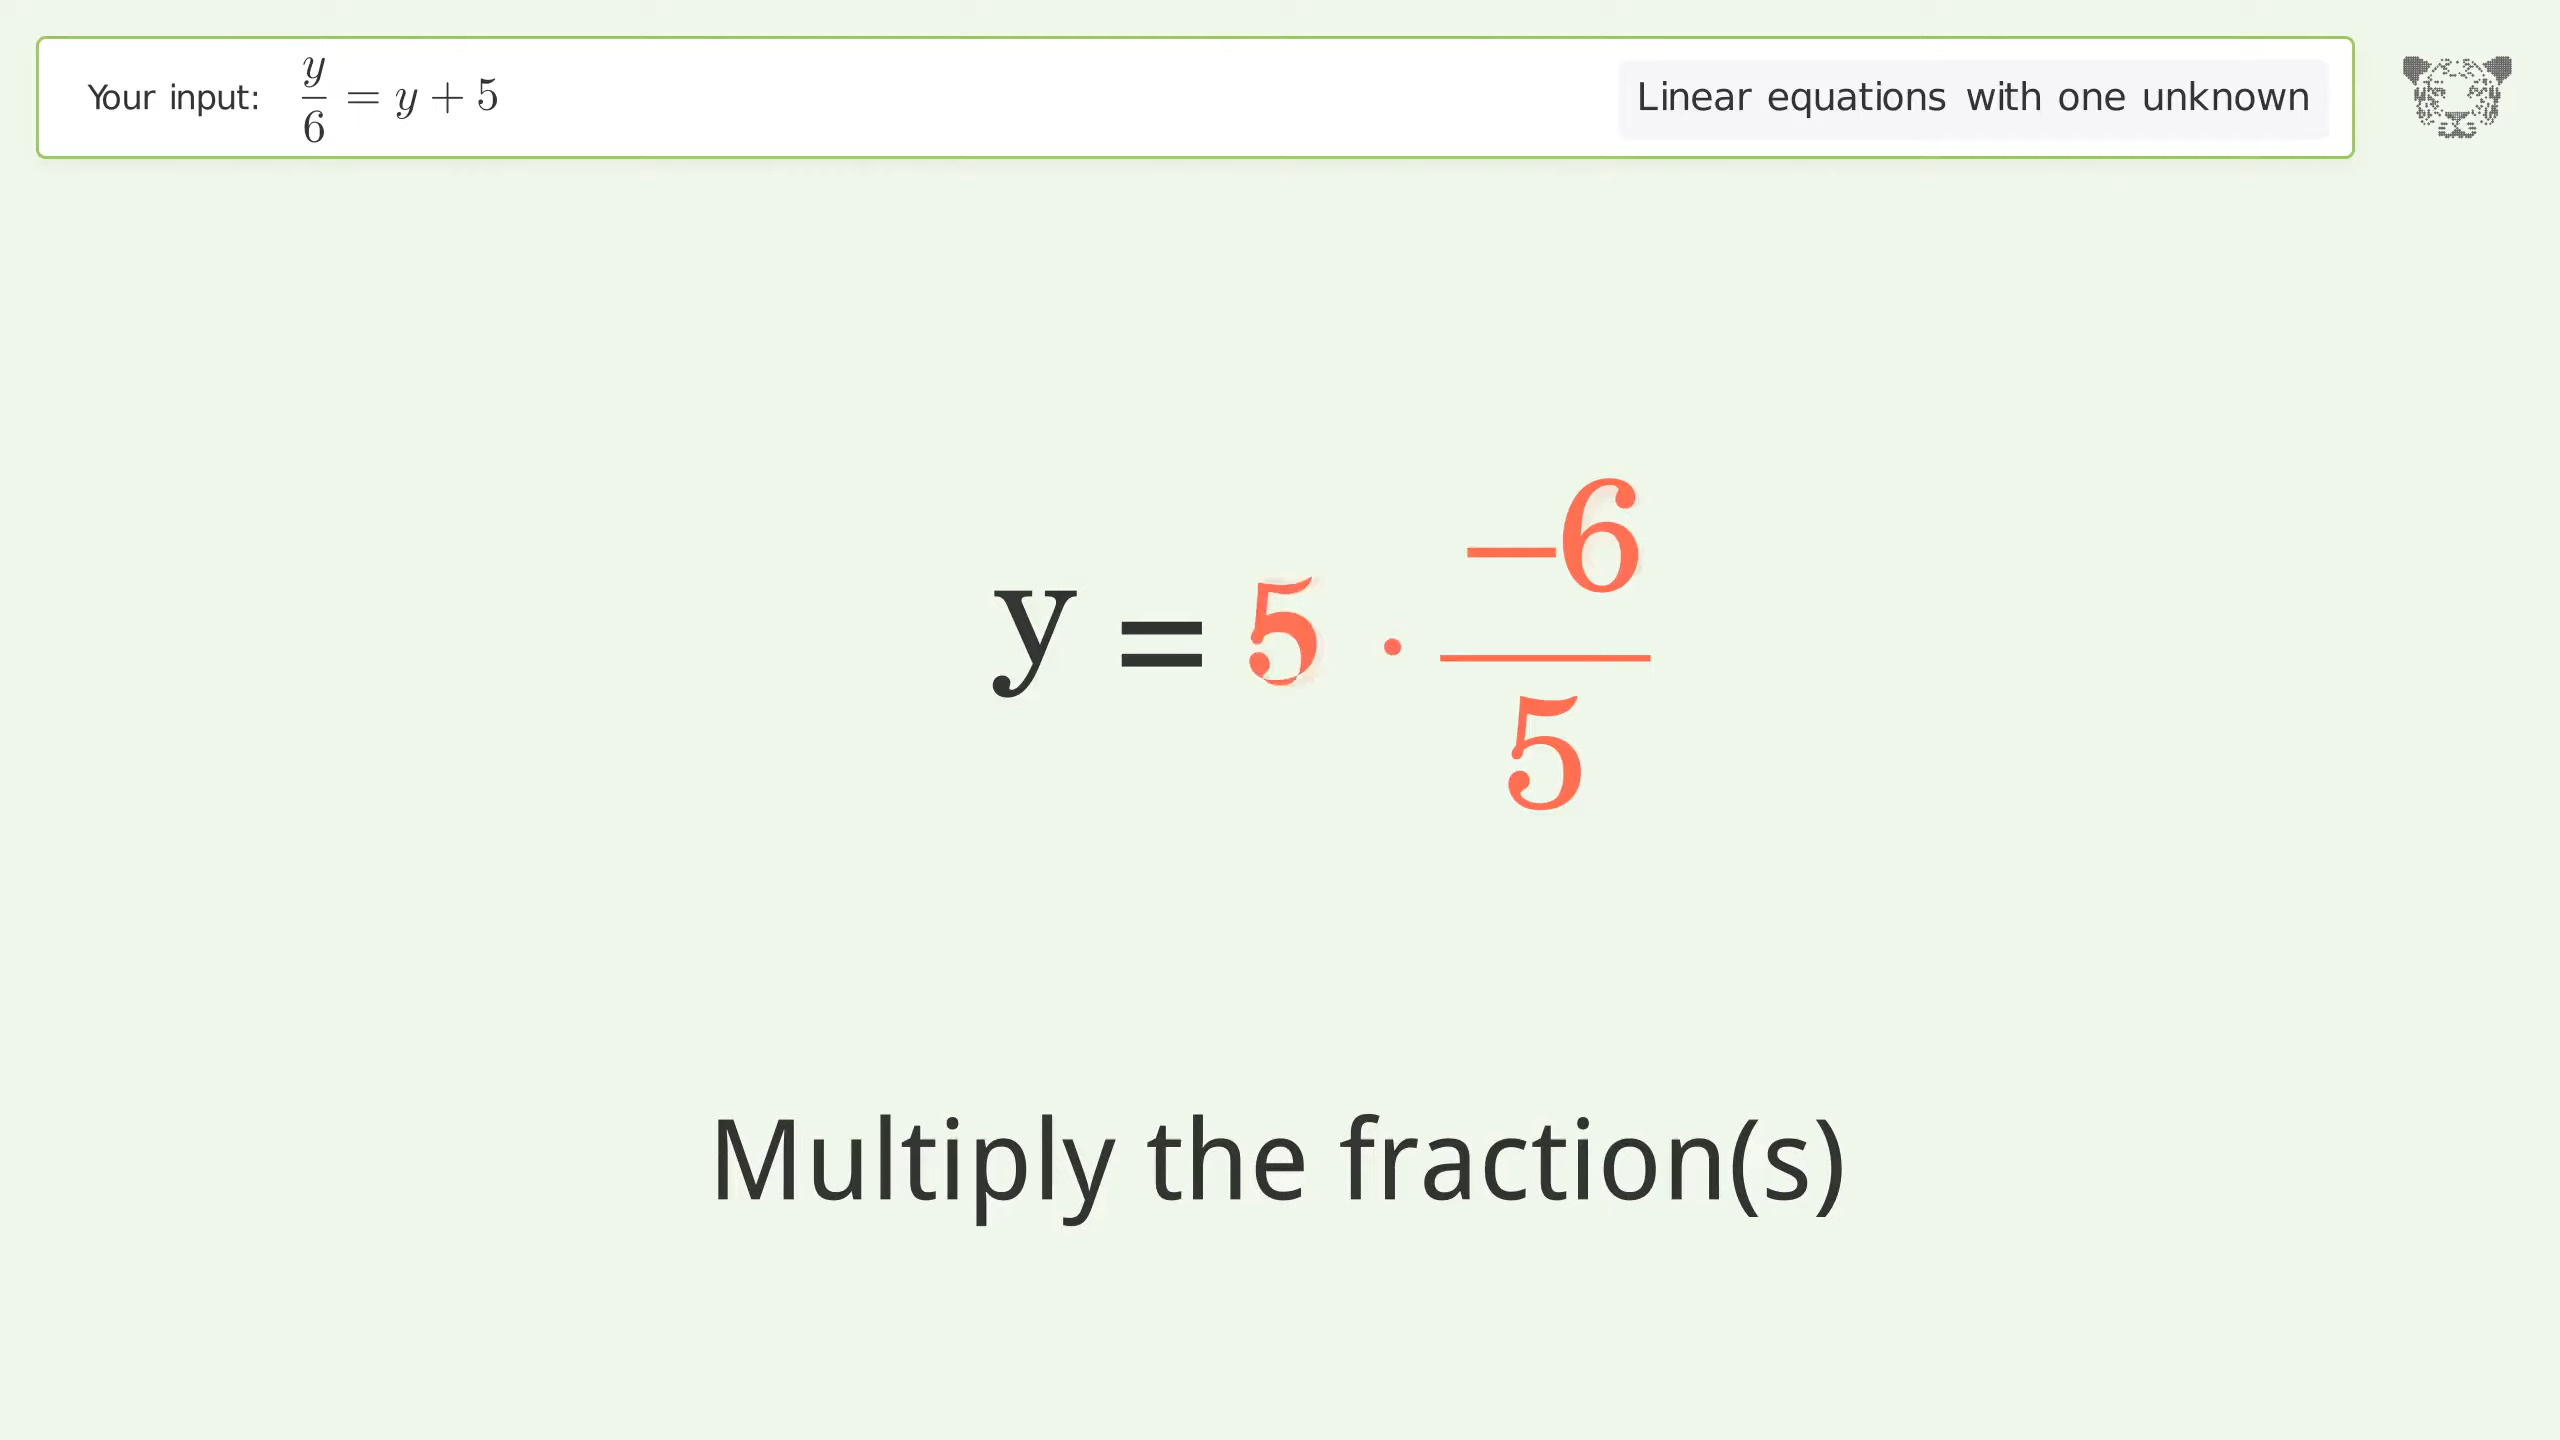 Your input: y/6 = y + 5
Linear equations with one unknown
y = 5 · −6/5
Multiply the fraction(s)